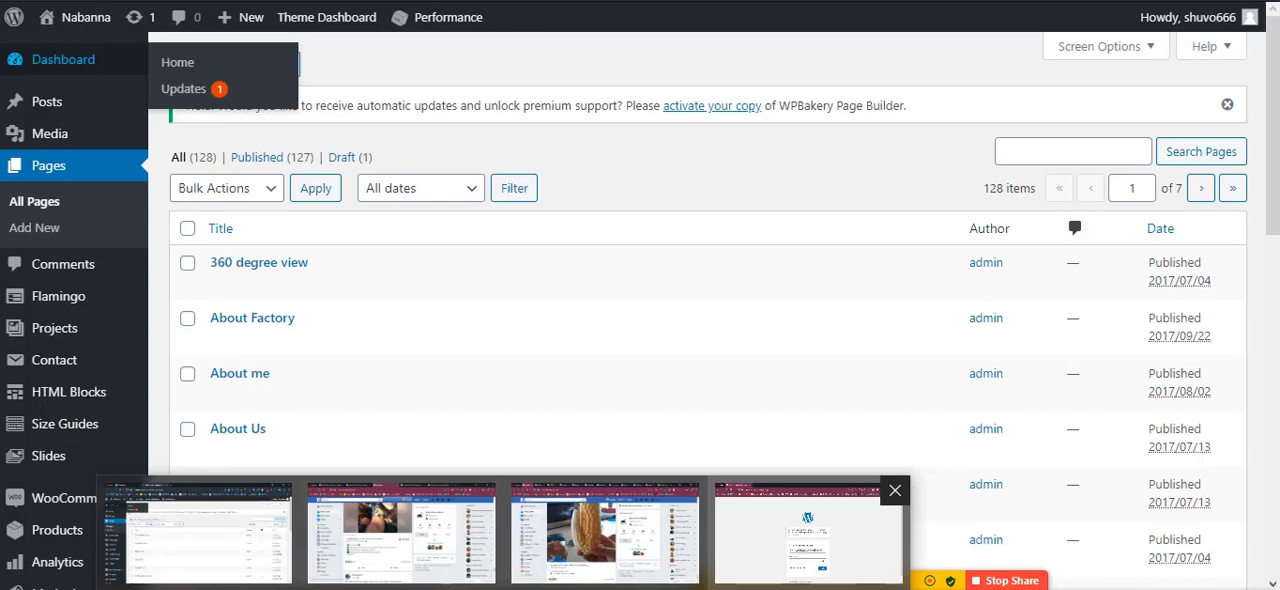 Nabanna 1 0 New Theme Dashboard Performance Howdy, shuvo666
Dashboard
Home
Updates 1
Posts
Media
Pages
All Pages
Add New
Comments
Flamingo
Projects
Contact
HTML Blocks
Size Guides
Slides
WooComm
Products
Analytics
Screen Options Help
to receive automatic updates and unlock premium support? Please activate your copy of WPBakery Page Builder.
All (128) | Published (127) | Draft (1)
Search Pages
Bulk Actions Apply All dates Filter 128 items « ‹ 1 of 7 › »
Title Author Date
360 degree view admin — Published
2017/07/04
About Factory admin — Published
2017/09/22
About me admin — Published
2017/08/02
About Us admin — Published
2017/07/13
admin — Published
2017/07/13
admin — Published
2017/07/04
Stop Share